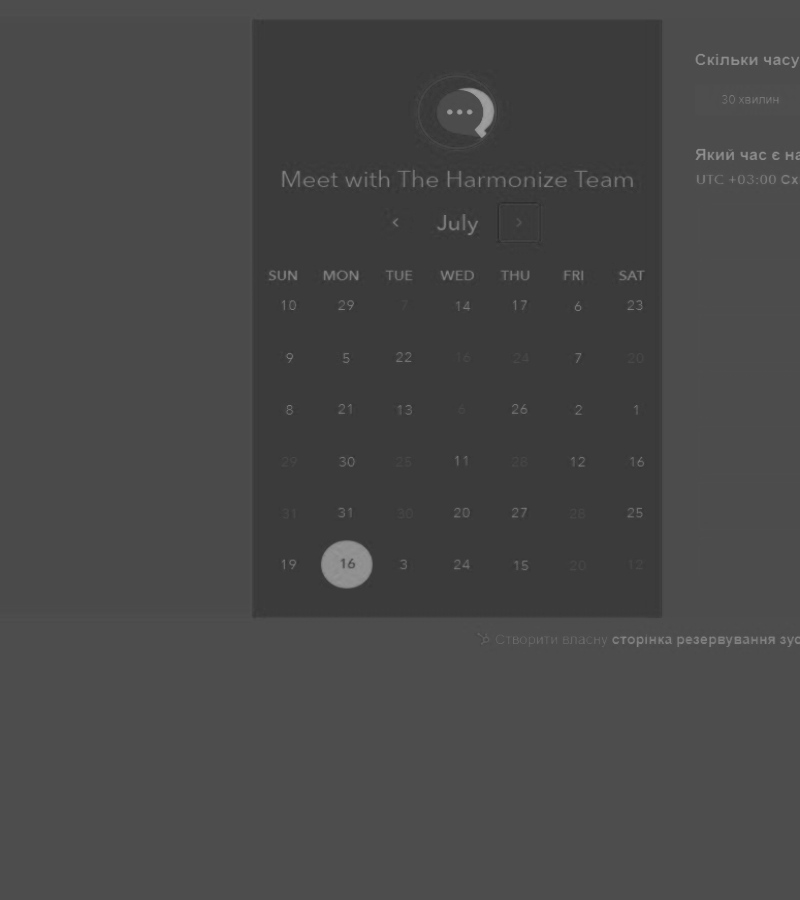 Скільки часу
30 хвилин
Який час є на
UTC +03:00 Сх
Meet with The Harmonize Team
July
SUN MON TUE WED THU FRI SAT
10 29 7 14 17 6 23
9 5 22 16 24 7 20
8 21 13 6 26 2 1
29 30 25 11 28 12 16
31 31 30 20 27 28 25
19 16 3 24 15 20 12
Створити власну сторінка резервування зус